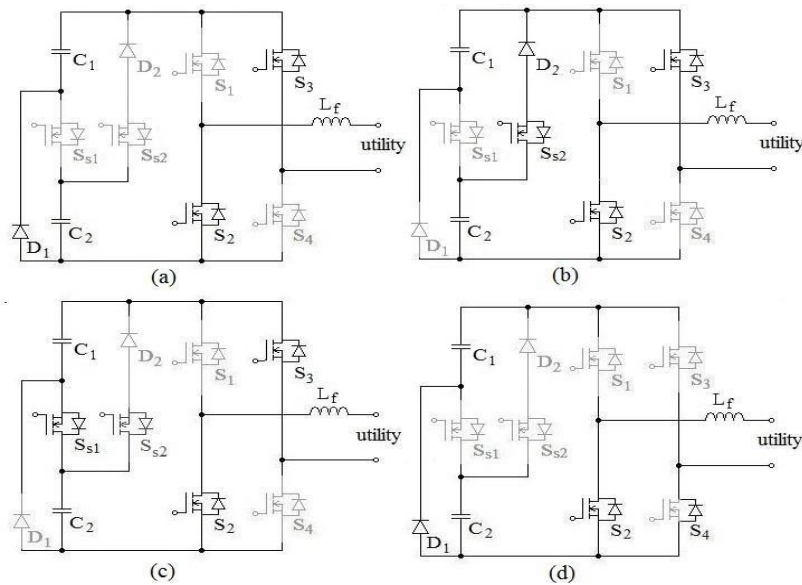 C1
D2
S1
S3
Lf
utility
Ss1
Ss2
C2
D1
S2
S4
(a)
C1
D2
S1
S3
Lf
utility
Ss1
Ss2
C2
D1
S2
S4
(b)
C1
D2
S1
S3
Lf
utility
Ss1
Ss2
C2
D1
S2
S4
(c)
C1
D2
S1
S3
Lf
utility
Ss1
Ss2
C2
D1
S2
S4
(d)